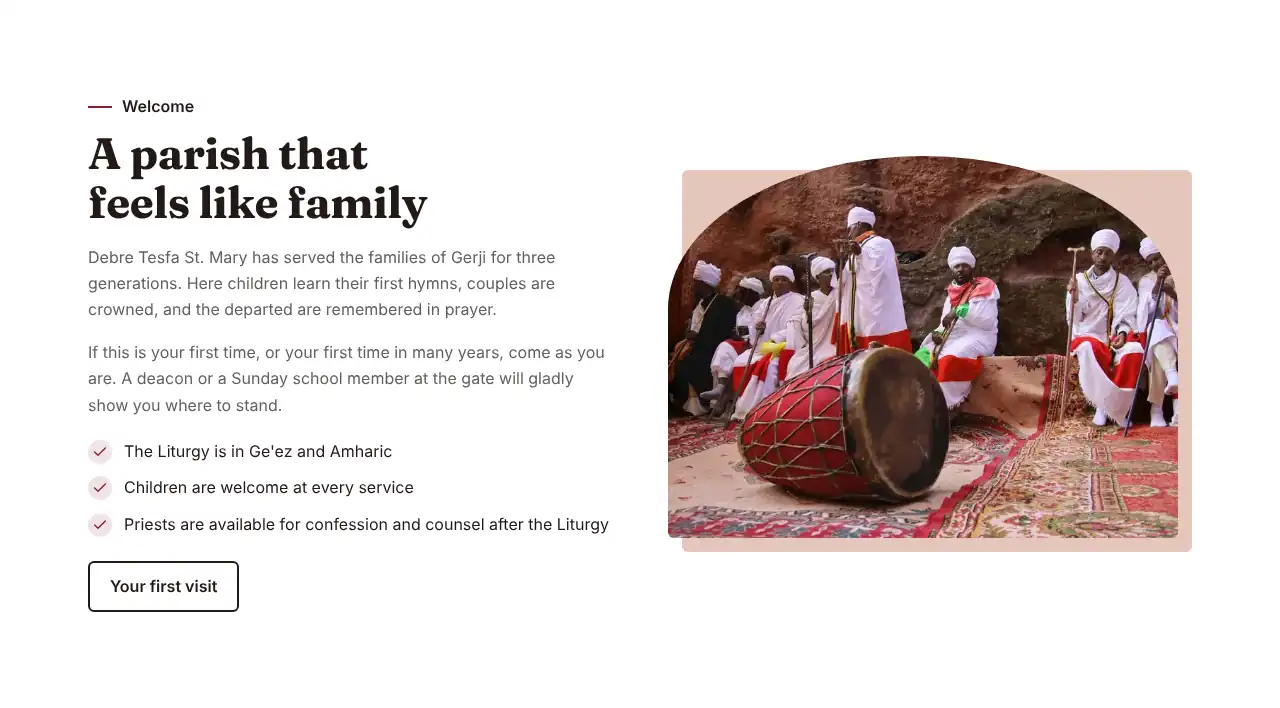 Welcome
A parish that
feels like family
Debre Tesfa St. Mary has served the families of Gerji for three
generations. Here children learn their first hymns, couples are
crowned, and the departed are remembered in prayer.
If this is your first time, or your first time in many years, come as you
are. A deacon or a Sunday school member at the gate will gladly
show you where to stand.
The Liturgy is in Ge'ez and Amharic
Children are welcome at every service
Priests are available for confession and counsel after the Liturgy
Your first visit